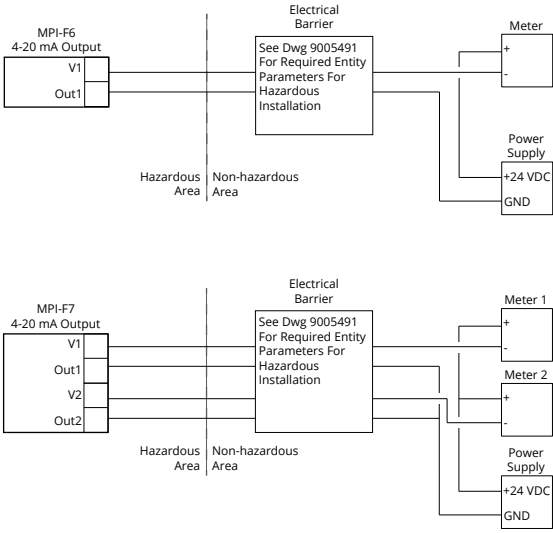 Electrical
Barrier
Meter
MPI-F6
4-20 mA Output
V1
Out1
See Dwg 9005491
For Required Entity
Parameters For
Hazardous
Installation
+
-
Power
Supply
+24 VDC
GND
Hazardous
Area
Non-hazardous
Area
Electrical
Barrier
Meter 1
MPI-F7
4-20 mA Output
V1
Out1
V2
Out2
See Dwg 9005491
For Required Entity
Parameters For
Hazardous
Installation
+
-
Meter 2
+
-
Hazardous
Area
Non-hazardous
Area
Power
Supply
+24 VDC
GND